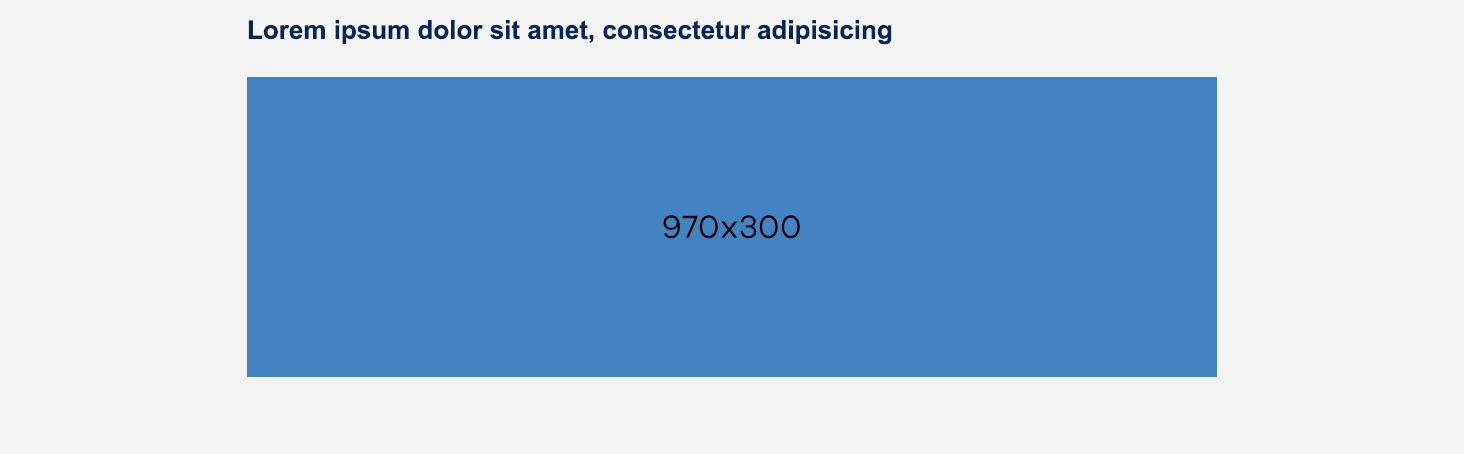 Lorem ipsum dolor sit amet, consectetur adipisicing
970x300